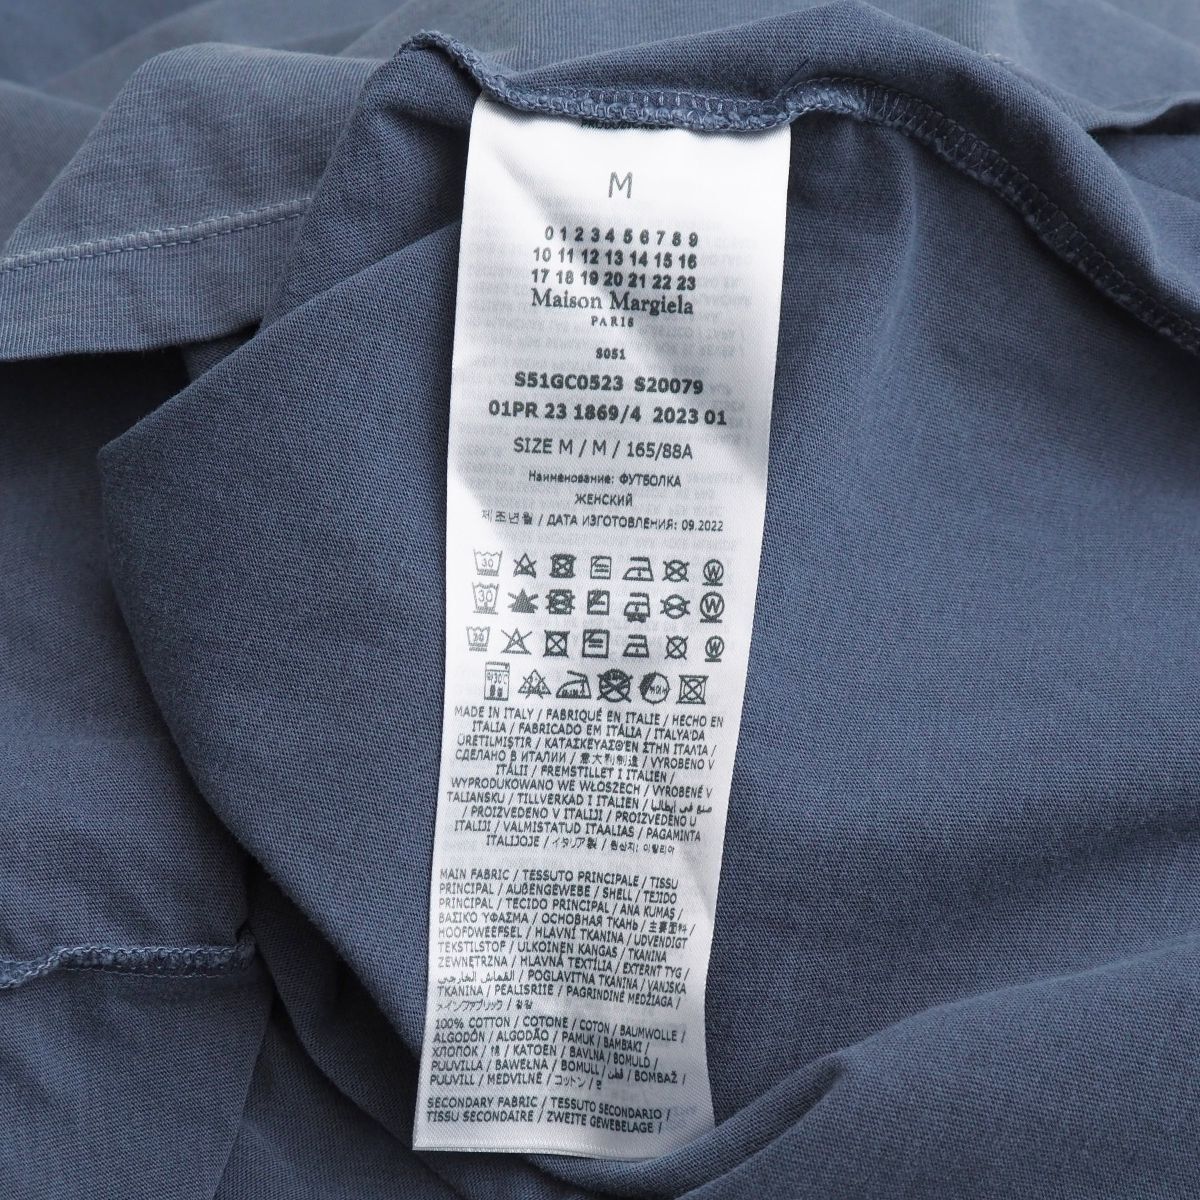 M
0 1 2 3 4 5 6 7 8 9
10 11 12 13 14 15 16
17 18 19 20 21 22 23
Maison Margiela
PARIS
S051
S51GC0523 S20079
01PR 23 1869/4 2023 01
SIZE M / M / 165/88A
Наименование: ФУТБОЛКА
ЖЕНСКИЙ
제조년월 / ДАТА ИЗГОТОВЛЕНИЯ: 09.2022
30
30
30
30°C
MADE IN ITALY / FABRIQUÉ EN ITALIE / HECHO EN
ITALIA / FABRICADO EM ITÁLIA / ITALYA'DA
ÜRETILMIŞTIR / ΚΑΤΑΣΚΕΥΑΣΘΕΝ ΣΤΗΝ ΙΤΑΛΙΑ /
СДЕЛАНО В ИТАЛИИ / 意大利制造 / VYROBENO V
ITÁLII / FREMSTILLET I ITALIEN /
WYPRODUKOWANO WE WŁOSZECH / VYROBENÉ V
TALIANSKU / TILLVERKAD I ITALIEN / صنع في إيطاليا
/ PROIZVEDENO V ITALIJI / PROIZVEDENO U
ITALIJI / VALMISTATUD ITAALIAS / PAGAMINTA
ITALIJOJE / イタリア製 / 원산지: 이탈리아
MAIN FABRIC / TESSUTO PRINCIPALE / TISSU
PRINCIPAL / AUßENGEWEBE / SHELL / TEJIDO
PRINCIPAL / TECIDO PRINCIPAL / ANA KUMAŞ /
ΒΑΣΙΚΟ ΥΦΑΣΜΑ / ОСНОВНАЯ ТКАНЬ / 主要面料 /
HOOFDWEEFSEL / HLAVNÍ TKANINA / UDVENDIGT
TEKSTILSTOF / ULKOINEN KANGAS / TKANINA
ZEWNĘTRZNA / HLAVNÁ TEXTÍLIA / EXTERNT TYG /
القماش الخارجي / POGLAVITNA TKANINA / VANJSKA
TKANINA / PEALISRIIE / PAGRINDINĖ MEDŽIAGA /
メインファブリック / 겉감
100% COTTON / COTONE / COTON / BAUMWOLLE /
ALGODÓN / ALGODÃO / PAMUK / ΒΑΜΒΑΚΙ /
ХЛОПОК / 棉 / KATOEN / BAVLNA / BOMULD /
PUUVILLA / BAWEŁNA / BOMULL / قطن / BOMBAŽ /
PUUVILL / MEDVILNĖ / コットン / 면
SECONDARY FABRIC / TESSUTO SECONDARIO /
TISSU SECONDAIRE / ZWEITE GEWEBELAGE /